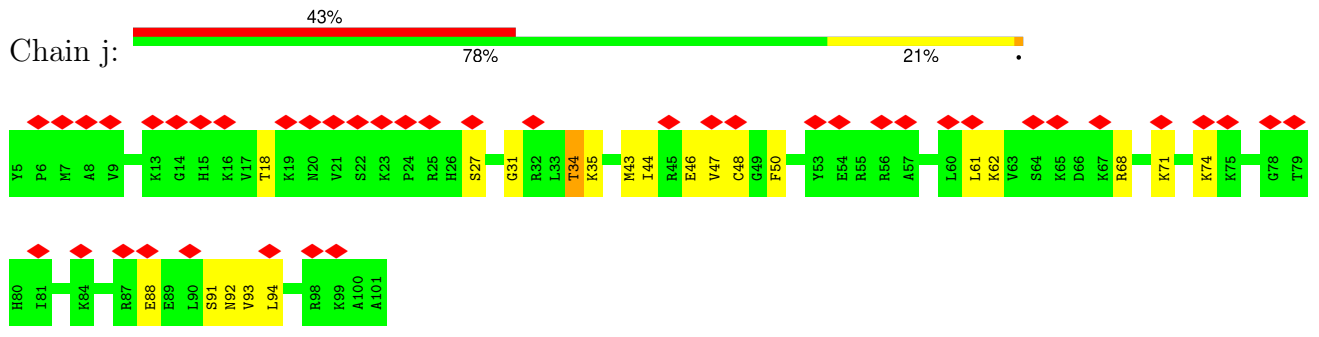 43%
Chain j:
78% 21% •
Y5 P6 M7 A8 V9 K13 G14 H15 K16 V17 T18 K19 N20 V21 S22 K23 P24 R25 H26 S27 G31 R32 L33 T34 K35 M43 I44 R45 E46 V47 C48 G49 F50 Y53 E54 R55 R56 A57 L60 L61 K62 V63 S64 K65 D66 K67 R68 K71 K74 K75 G78 T79
H80 I81 K84 R87 E88 E89 L90 S91 N92 V93 L94 R98 K99 A100 A101